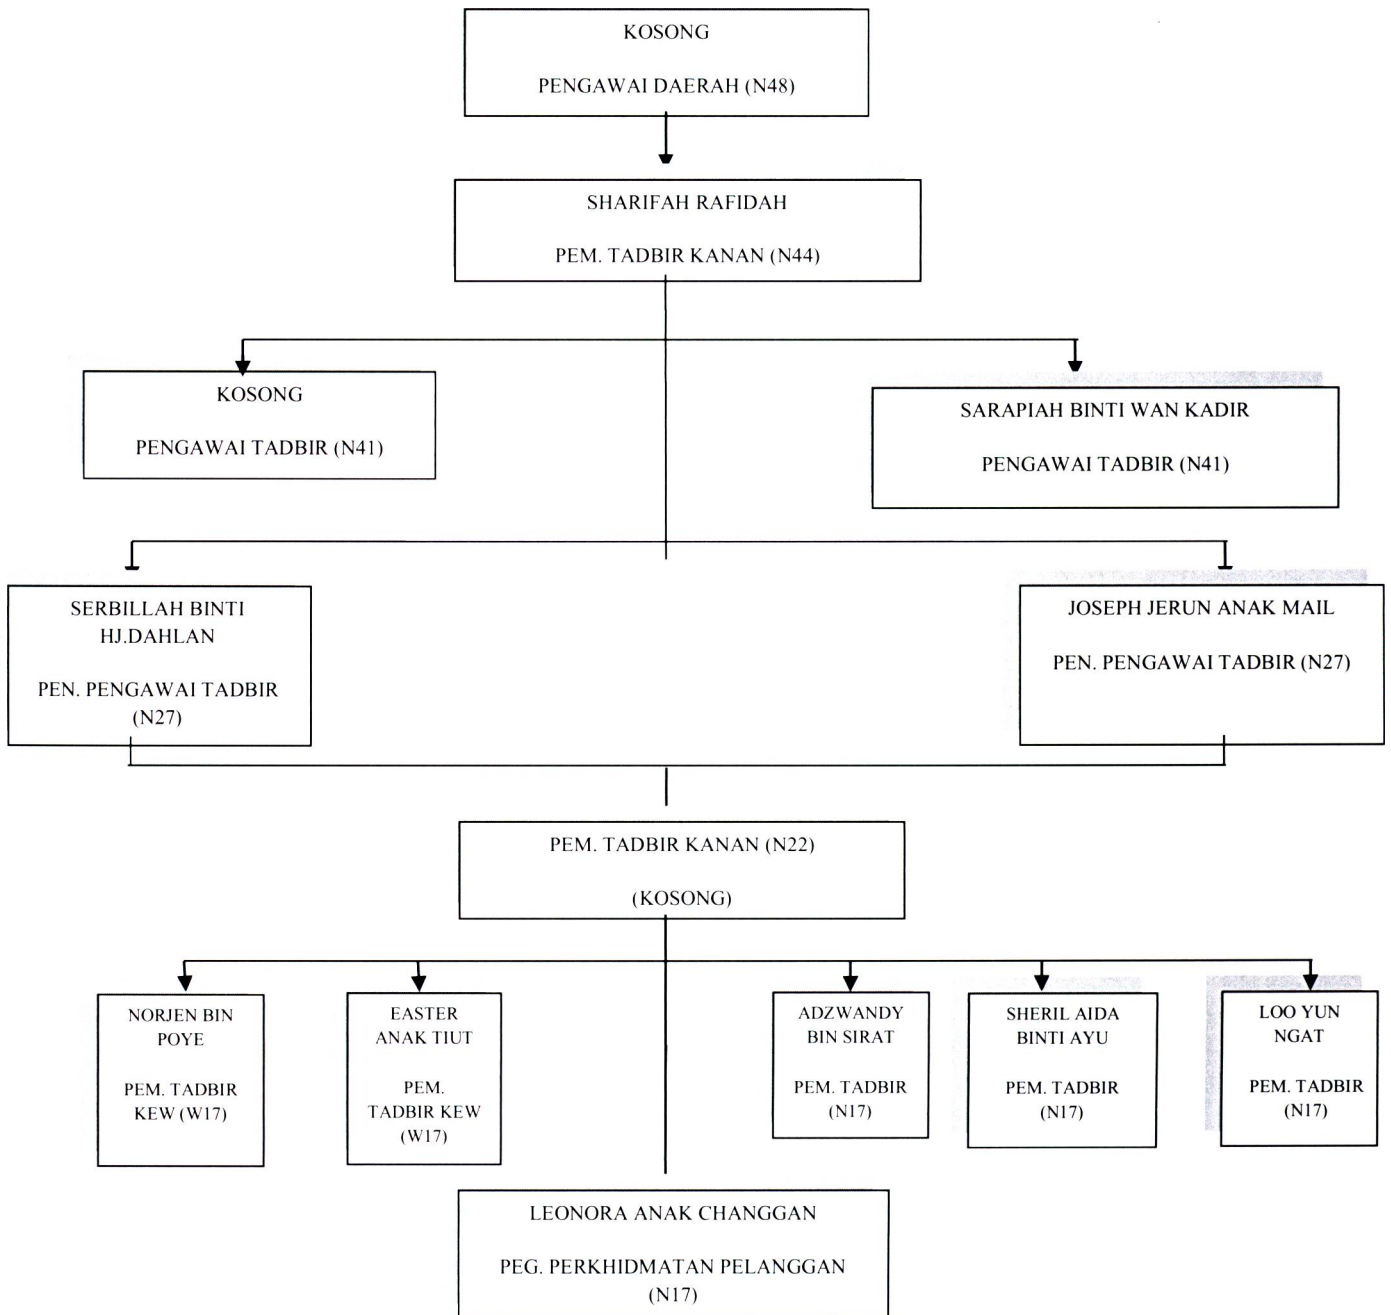 KOSONG
PENGAWAI DAERAH (N48)
SHARIFAH RAFIDAH
PEM. TADBIR KANAN (N44)
KOSONG
PENGAWAI TADBIR (N41)
SARAPIAH BINTI WAN KADIR
PENGAWAI TADBIR (N41)
SERBILLAH BINTI
HJ.DAHLAN
PEN. PENGAWAI TADBIR
(N27)
JOSEPH JERUN ANAK MAIL
PEN. PENGAWAI TADBIR (N27)
PEM. TADBIR KANAN (N22)
(KOSONG)
NORJEN BIN
POYE
PEM. TADBIR
KEW (W17)
EASTER
ANAK TIUT
PEM.
TADBIR KEW
(W17)
ADZWANDY
BIN SIRAT
PEM. TADBIR
(N17)
SHERIL AIDA
BINTI AYU
PEM. TADBIR
(N17)
LOO YUN
NGAT
PEM. TADBIR
(N17)
LEONORA ANAK CHANGGAN
PEG. PERKHIDMATAN PELANGGAN
(N17)